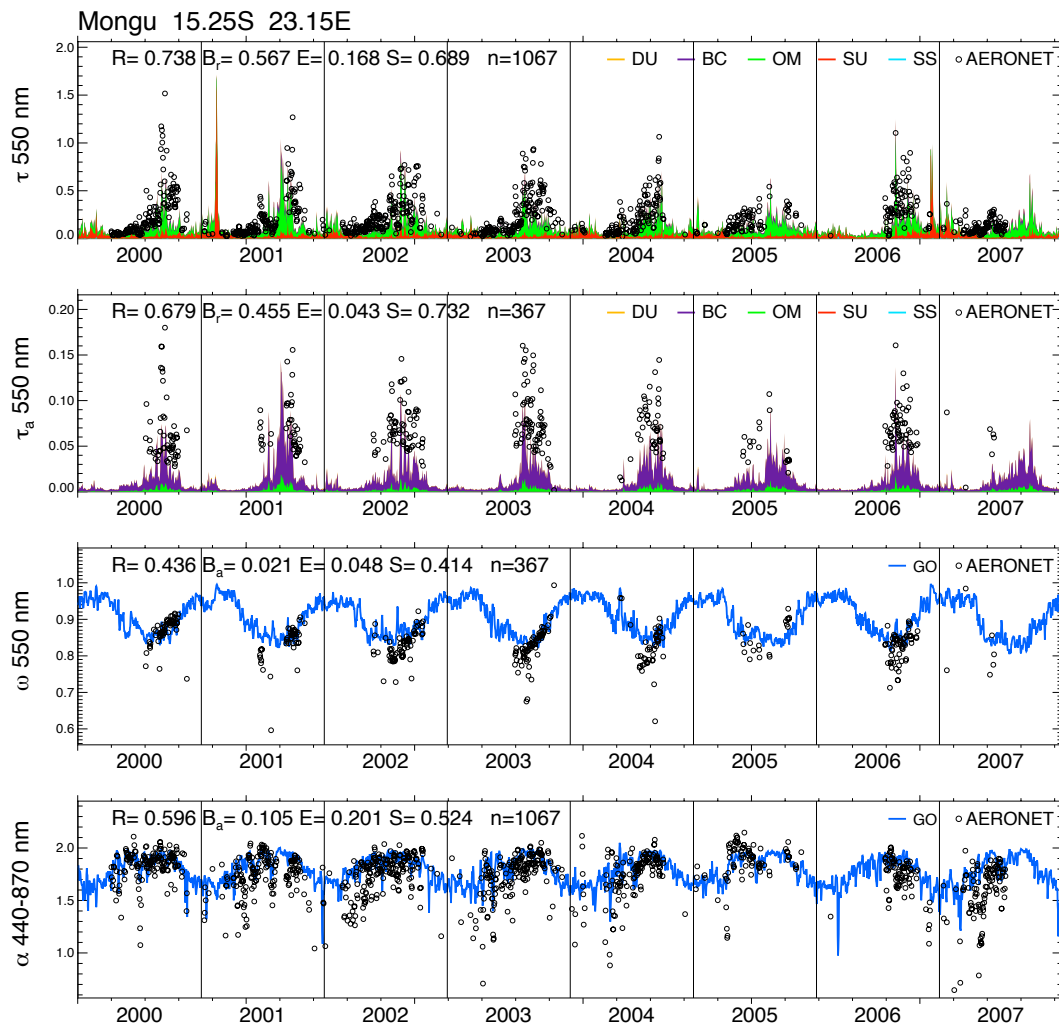 Mongu 15.25S 23.15E
R= 0.738 Br= 0.567 E= 0.168 S= 0.689 n=1067 DU BC OM SU SS AERONET
τ 550 nm
2.0
1.5
1.0
0.5
0.0
2000 2001 2002 2003 2004 2005 2006 2007
R= 0.679 Br= 0.455 E= 0.043 S= 0.732 n=367 DU BC OM SU SS AERONET
τa 550 nm
0.20
0.15
0.10
0.05
0.00
2000 2001 2002 2003 2004 2005 2006 2007
R= 0.436 Ba= 0.021 E= 0.048 S= 0.414 n=367 GO AERONET
ω 550 nm
1.0
0.9
0.8
0.7
0.6
2000 2001 2002 2003 2004 2005 2006 2007
R= 0.596 Ba= 0.105 E= 0.201 S= 0.524 n=1067 GO AERONET
α 440-870 nm
2.0
1.5
1.0
2000 2001 2002 2003 2004 2005 2006 2007